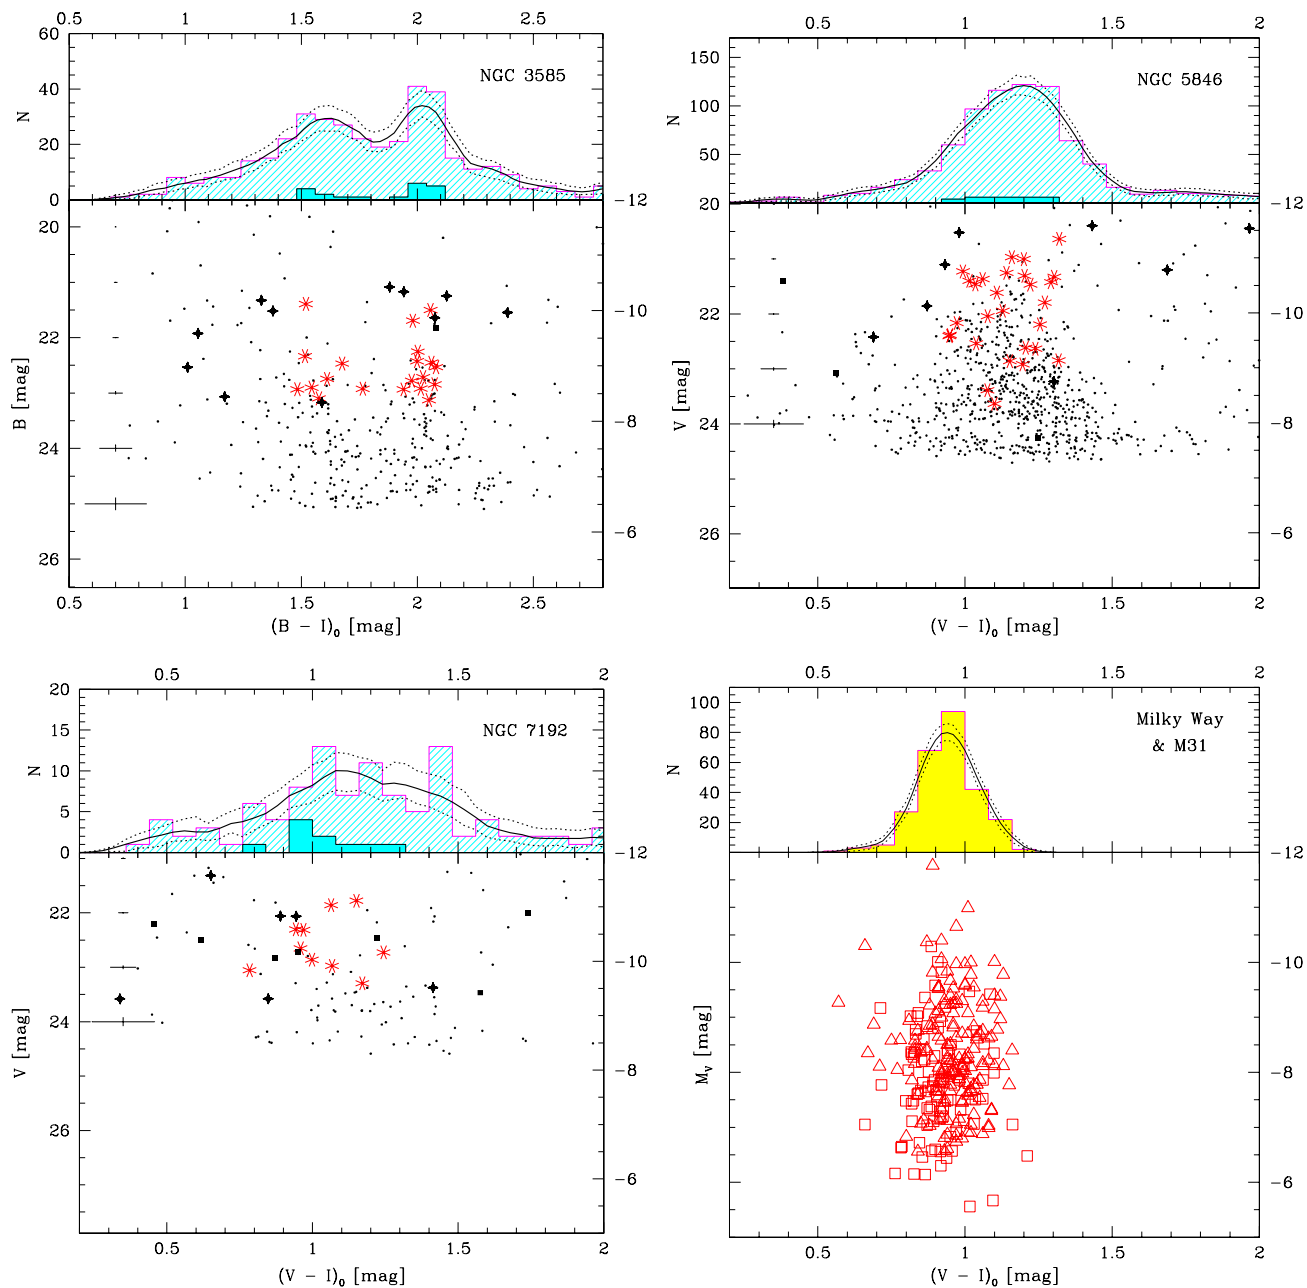 0.5 1 1.5 2 2.5
60
40
20
0
N
NGC 3585
-12
20
22
24
26
B [mag]
-10
-8
-6
0.5 1 1.5 2 2.5
(B - I)₀ [mag]
0.5 1 1.5 2
150
100
50
N
NGC 5846
-12
20
22
24
26
V [mag]
-10
-8
-6
0.5 1 1.5 2
(V - I)₀ [mag]
0.5 1 1.5 2
20
15
10
5
0
N
NGC 7192
-12
22
24
26
V [mag]
-10
-8
-6
0.5 1 1.5 2
(V - I)₀ [mag]
0.5 1 1.5 2
100
80
60
40
20
N
Milky Way
& M31
-12
-10
-8
-6
M_V [mag]
0.5 1 1.5 2
(V - I)₀ [mag]